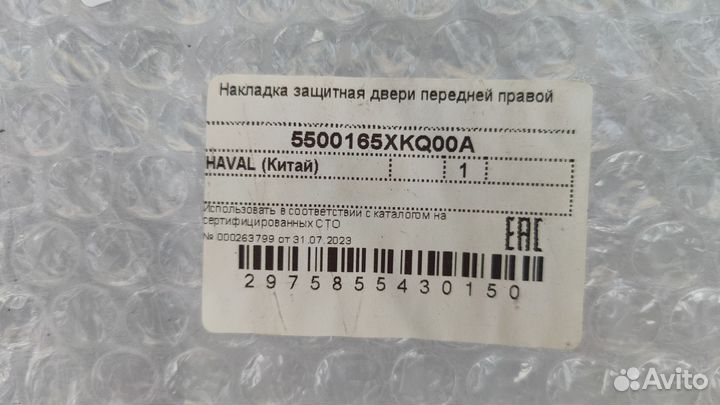 Накладка защитная двери передней правой
5500165XKQ00A
HAVAL (Китай) 1
Использовать в соответствии с каталогом на
сертифицированных СТО
№ 000263799 от 31.07.2023
EAC
2975855430150
Avito